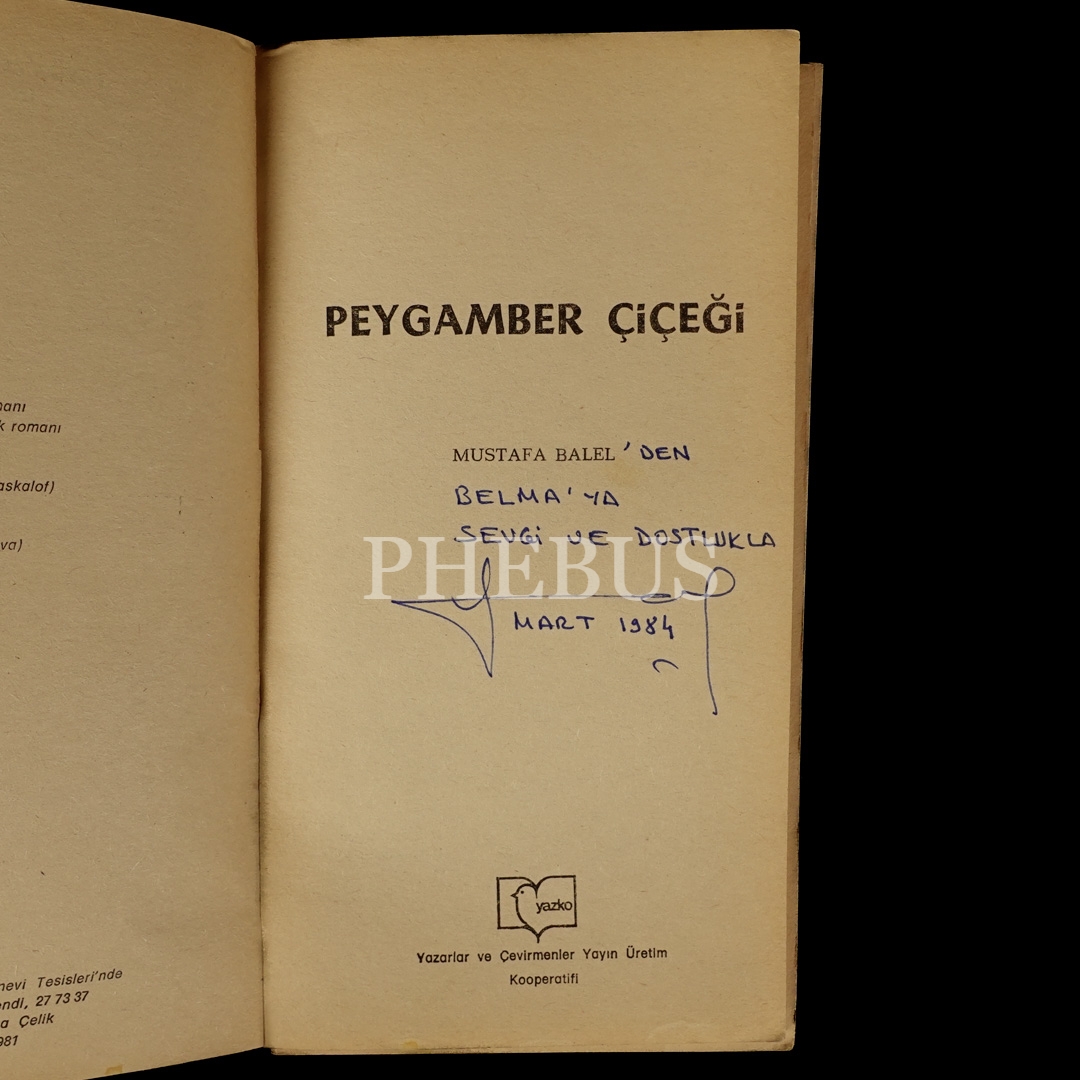 manı
k romanı
askalof)
va)
nevi Tesisleri'nde
endi, 27 73 37
a Çelik
981
PEYGAMBER ÇİÇEĞİ
MUSTAFA BALEL'DEN
BELMA'YA
SEVGİ VE DOSTLUKLA
PHEBUS
MART 1984
yazko
Yazarlar ve Çevirmenler Yayın Üretim
Kooperatifi